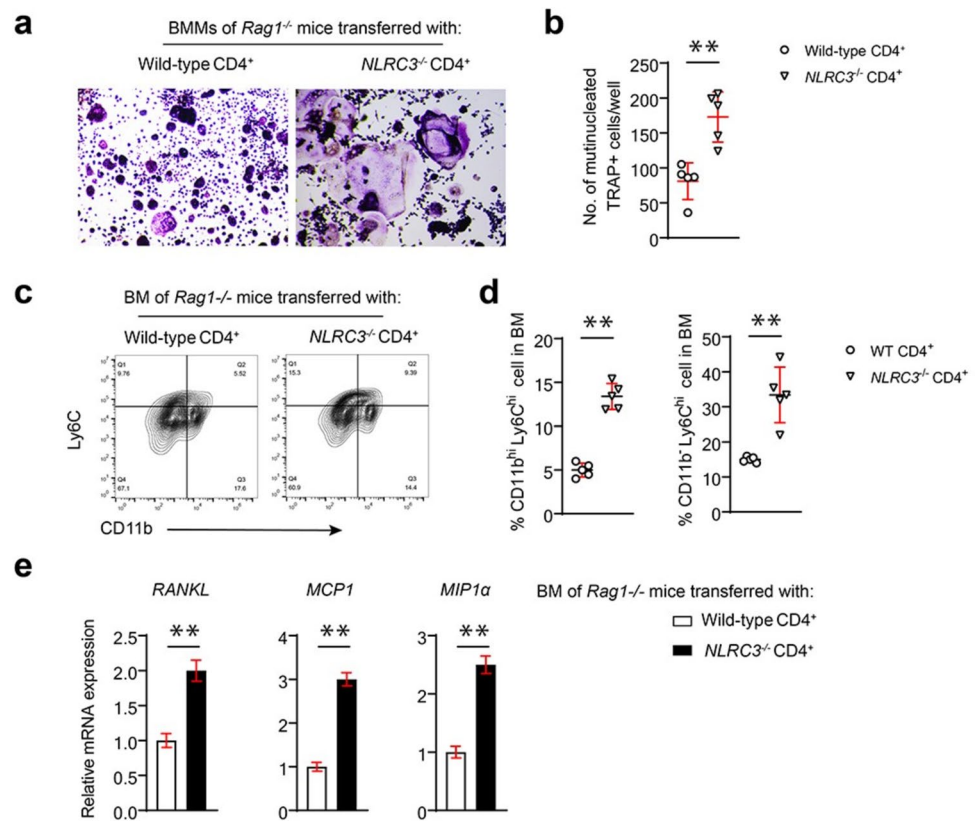 a
BMMs of Rag1-/- mice transferred with:
Wild-type CD4+
NLRC3-/- CD4+
b
**
Wild-type CD4+
NLRC3-/- CD4+
No. of mutinucleated
TRAP+ cells/well
250
200
150
100
50
0
c
BM of Rag1-/- mice transferred with:
Wild-type CD4+
NLRC3-/- CD4+
Q1
9.76
Q2
5.52
Q4
67.1
Q3
17.6
Q1
15.3
Q2
9.39
Q4
60.9
Q3
14.4
Ly6C
CD11b
d
**
% CD11bhi Ly6Chi cell in BM
20
15
10
5
0
**
% CD11b- Ly6Chi cell in BM
50
40
30
20
10
0
WT CD4+
NLRC3-/- CD4+
e
RANKL
MCP1
MIP1α
BM of Rag1-/- mice transferred with:
Wild-type CD4+
NLRC3-/- CD4+
Relative mRNA expression
**
2.5
2.0
1.5
1.0
0.5
0.0
**
4
3
2
1
0
**
3
2
1
0